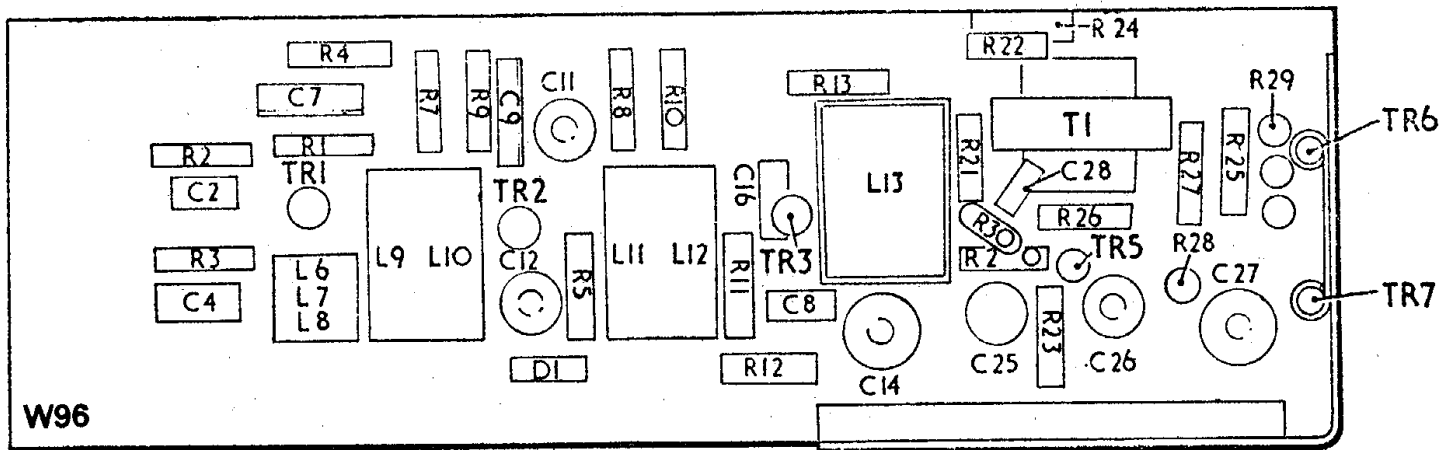 R4
R22
R 24
C7
R7
R9
C9
C11
R8
R10
R13
R29
TR6
R2
R1
T1
C2
TR1
TR2
C16
L13
R21
C28
R27
R25
R26
R3
C4
L6
L7
L8
L9
L10
C12
R5
L11
L12
R11
TR3
R30
R2
TR5
R28
C27
TR7
C8
D1
R12
C14
C25
R23
C26
W96